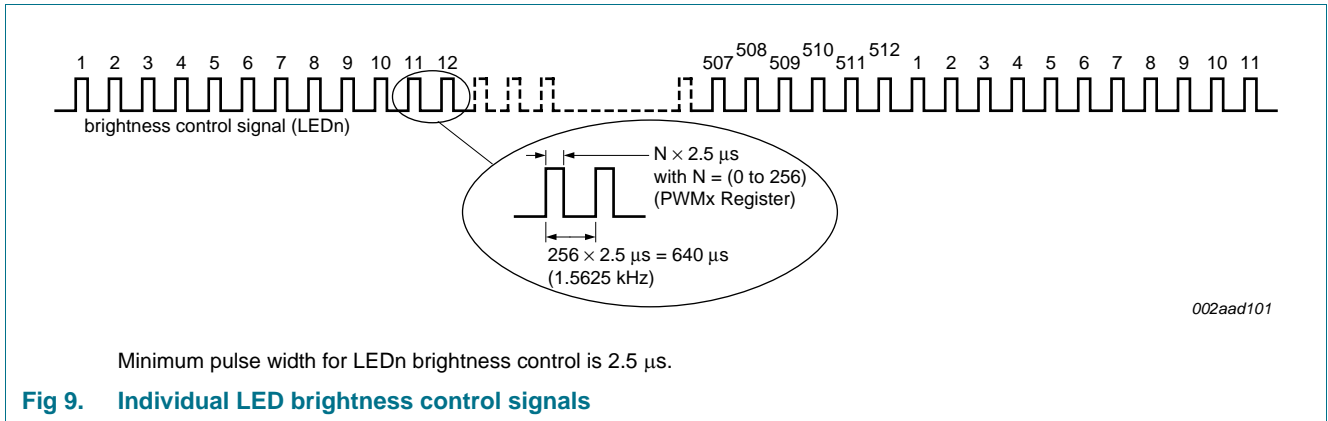 1 2 3 4 5 6 7 8 9 10 11 12 507 508 509 510 511 512 1 2 3 4 5 6 7 8 9 10 11
brightness control signal (LEDn)
N × 2.5 μs
with N = (0 to 256)
(PWMx Register)
256 × 2.5 μs = 640 μs
(1.5625 kHz)
002aad101
Minimum pulse width for LEDn brightness control is 2.5 μs.
Fig 9. Individual LED brightness control signals